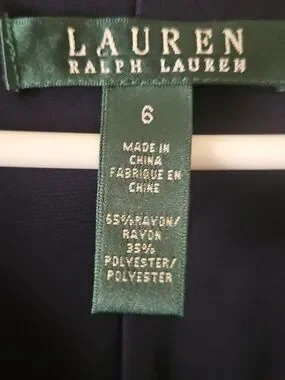 LAUREN
RALPH LAUREN
6
MADE IN
CHINA
FABRIQUE EN
CHINE
65% RAYON/
RAYON
35%
POLYESTER/
POLYESTER